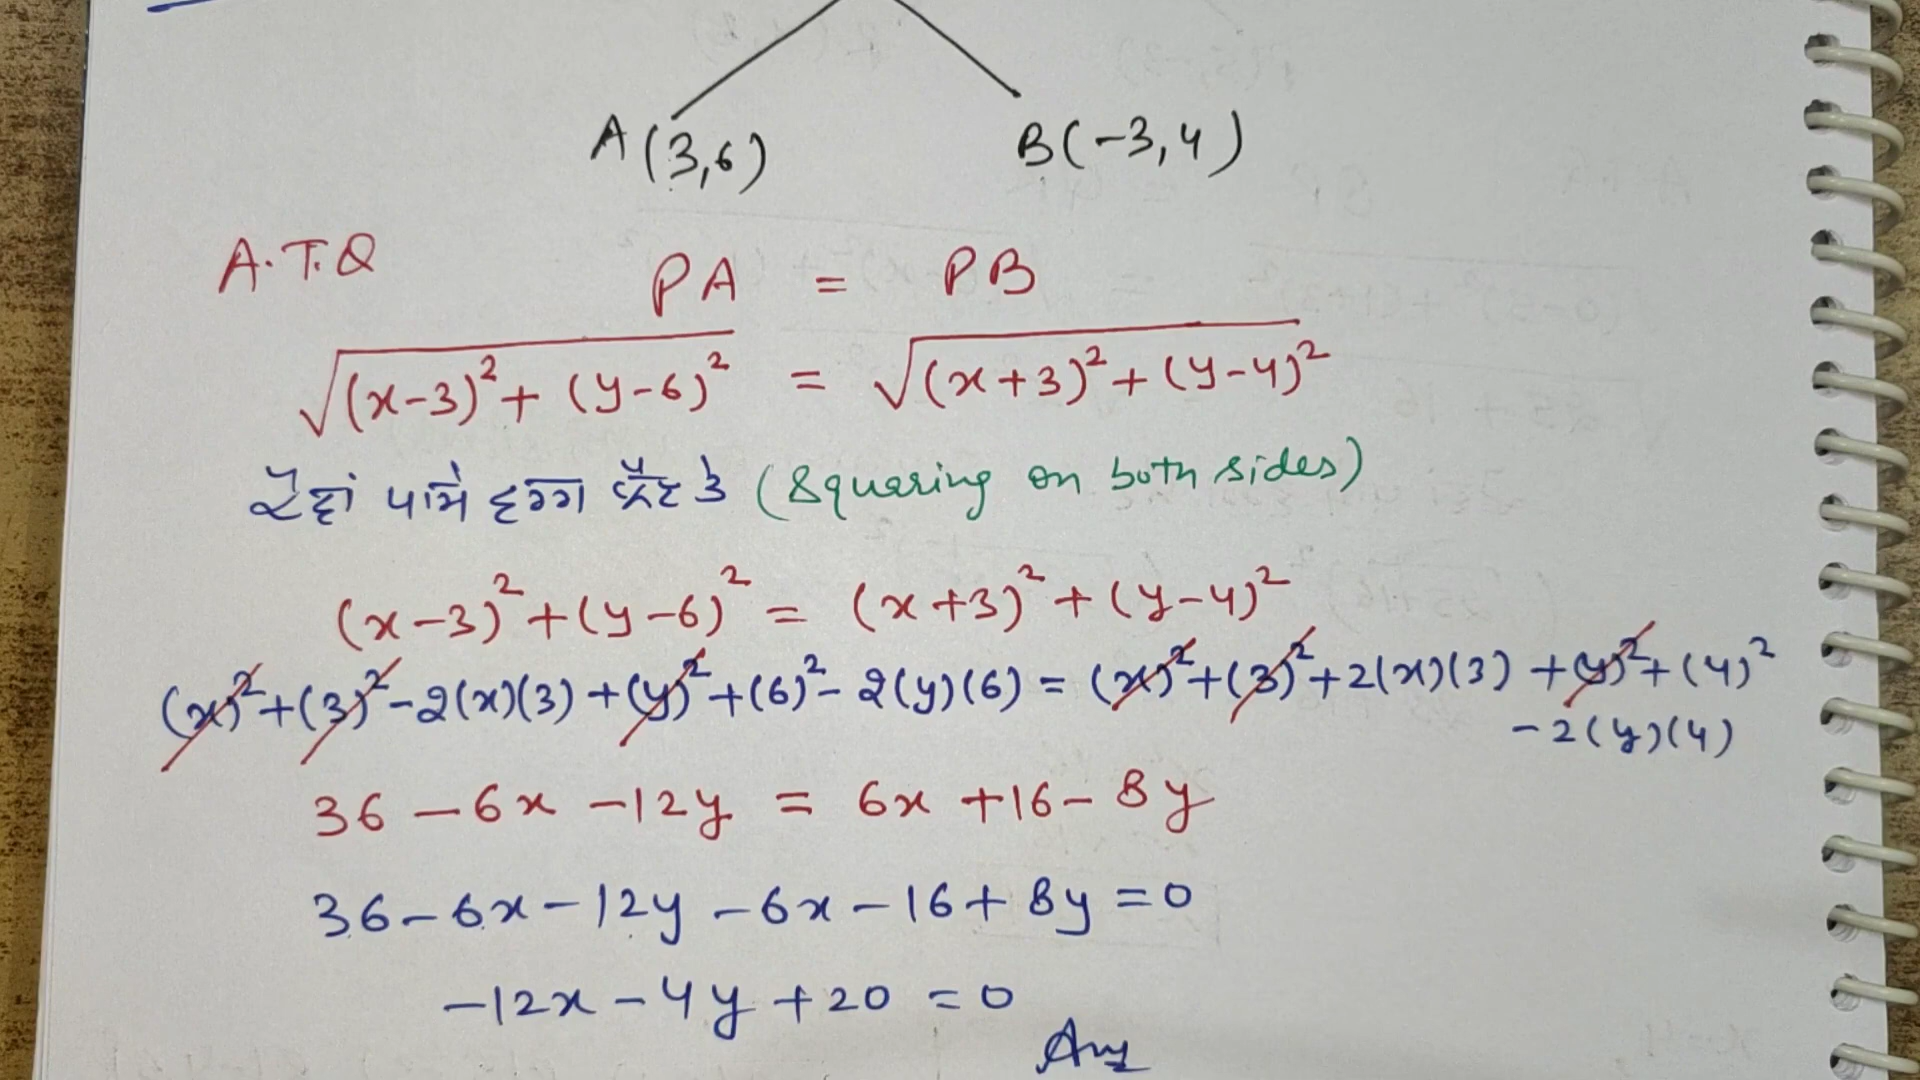 A(3,6) B(-3,4)
A.T.Q PA = PB
√(x-3)²+(y-6)² = √(x+3)²+(y-4)²
ਦੋਹਾਂ ਪਾਸੇ ਵਰਗ ਕਰਣ ਤੇ (Squaring on both sides)
(x-3)²+(y-6)² = (x+3)²+(y-4)²
(x)²+(3)²-2(x)(3)+(y)²+(6)²-2(y)(6) = (x)²+(3)²+2(x)(3)+(y)²+(4)²
-2(y)(4)
36-6x-12y = 6x+16-8y
36-6x-12y-6x-16+8y=0
-12x-4y+20=0
Ans